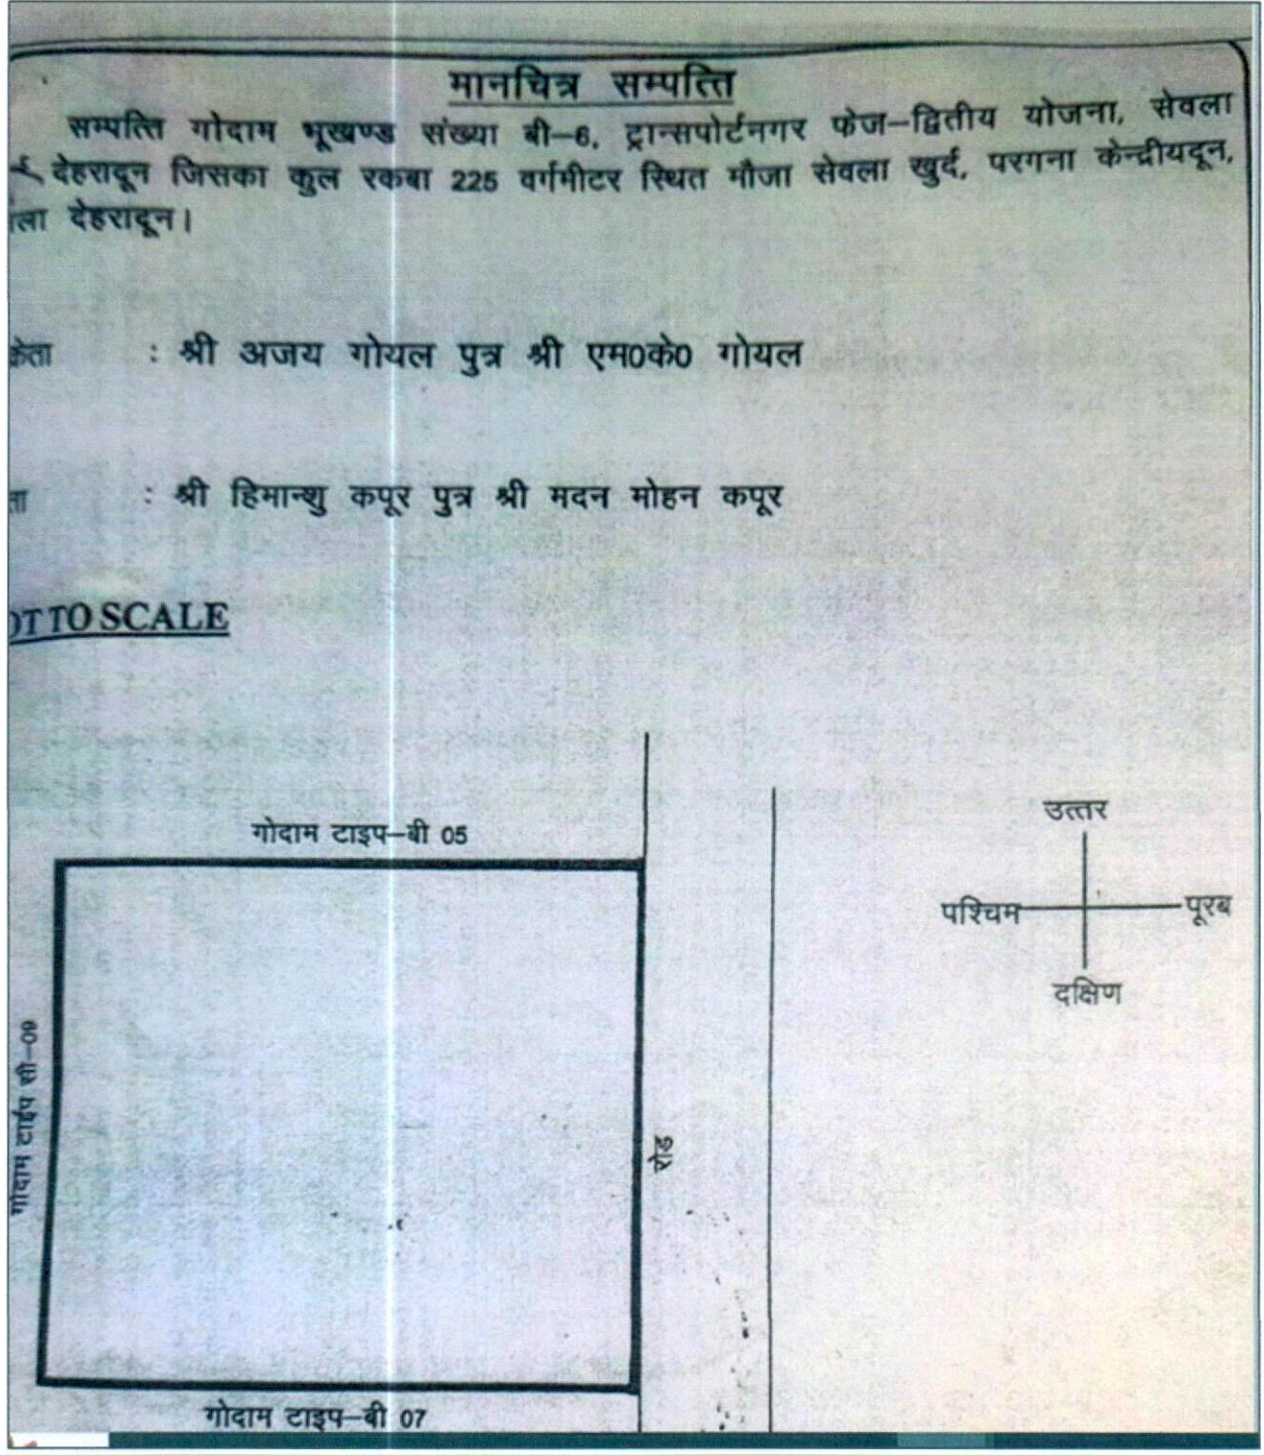 मानचित्र सम्पत्ति
सम्पत्ति गोदाम भूखण्ड संख्या बी–6, ट्रान्सपोर्टनगर फेज–द्वितीय योजना, सेवला
देहरादून जिसका कुल रकबा 225 वर्गमीटर स्थित मौजा सेवला खुर्द, परगना केन्द्रीयदून,
ला देहरादून।
क्रेता : श्री अजय गोयल पुत्र श्री एम0के0 गोयल
ता : श्री हिमान्शु कपूर पुत्र श्री मदन मोहन कपूर
OT TO SCALE
उत्तर
गोदाम टाइप–बी 05
पश्चिम
पूरब
दक्षिण
गोदाम टाईप सी–09
रोड
गोदाम टाइप–बी 07